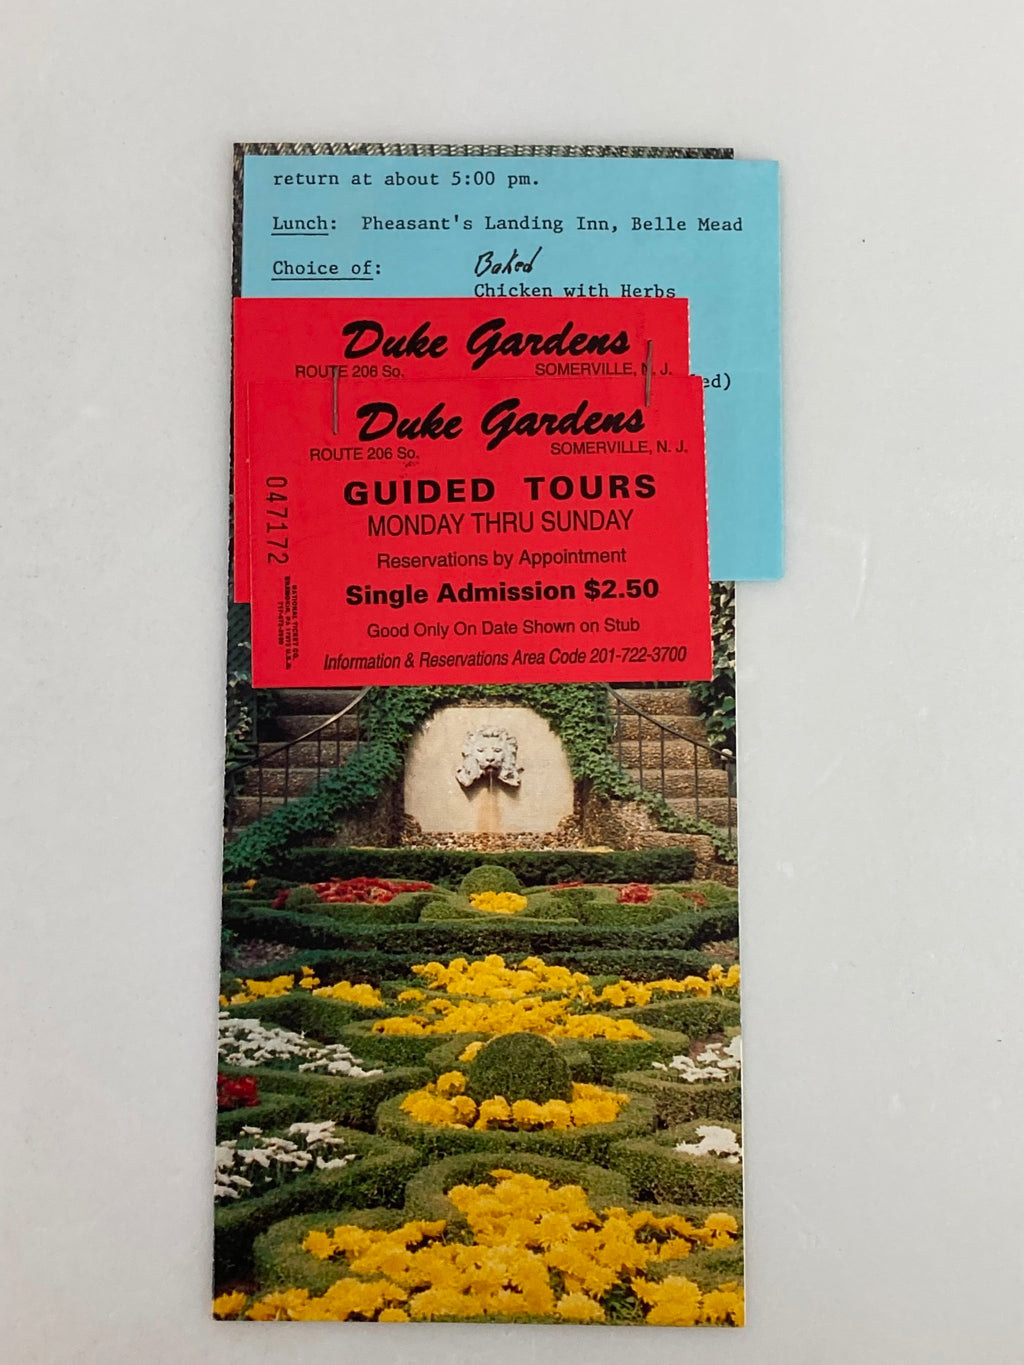 return at about 5:00 pm.
Lunch: Pheasant's Landing Inn, Belle Mead
Choice of: Baked
Chicken with Herbs
ed)
Duke Gardens
ROUTE 206 So. SOMERVILLE, N. J.
Duke Gardens
ROUTE 206 So. SOMERVILLE, N. J.
047172
GUIDED TOURS
MONDAY THRU SUNDAY
Reservations by Appointment
Single Admission $2.50
Good Only On Date Shown on Stub
Information & Reservations Area Code 201-722-3700
NATIONAL TICKET CO.